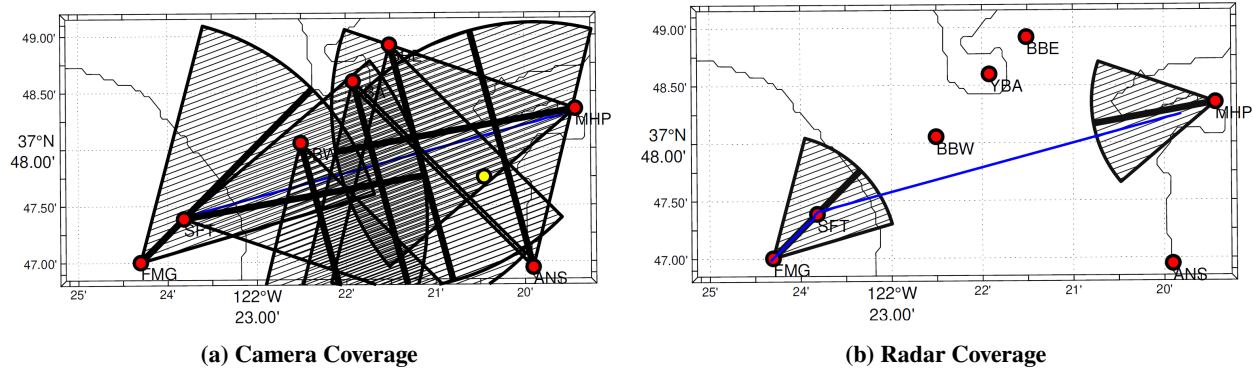 49.00'
48.50'
37°N
48.00'
47.50'
47.00'
MHP
SFT
FMG
ANS
25'
24'
122°W
23.00'
22'
21'
20'
(a) Camera Coverage
49.00'
48.50'
37°N
48.00'
47.50'
47.00'
BBE
YBA
MHP
BBW
SFT
FMG
ANS
25'
24'
122°W
23.00'
22'
21'
20'
(b) Radar Coverage